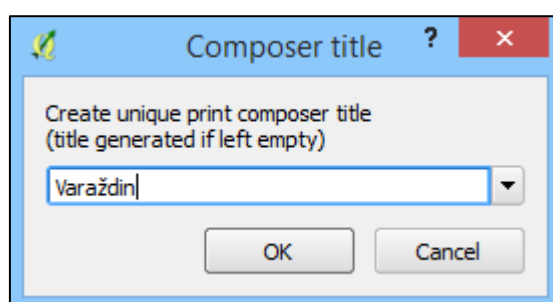 Composer title
?
×
Create unique print composer title
(title generated if left empty)
Varaždin
OK
Cancel